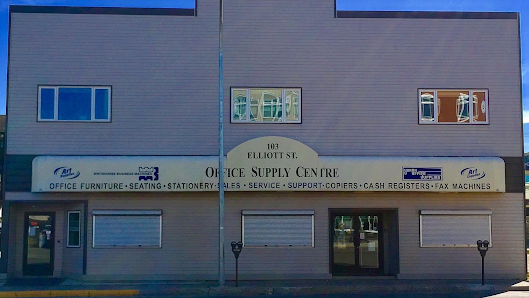 103
ELLIOTT ST.
OFFICE SUPPLY CENTRE
OFFICE FURNITURE • SEATING • STATIONERY SALES • SERVICE • SUPPORT • COPIERS • CASH REGISTERS • FAX MACHINES